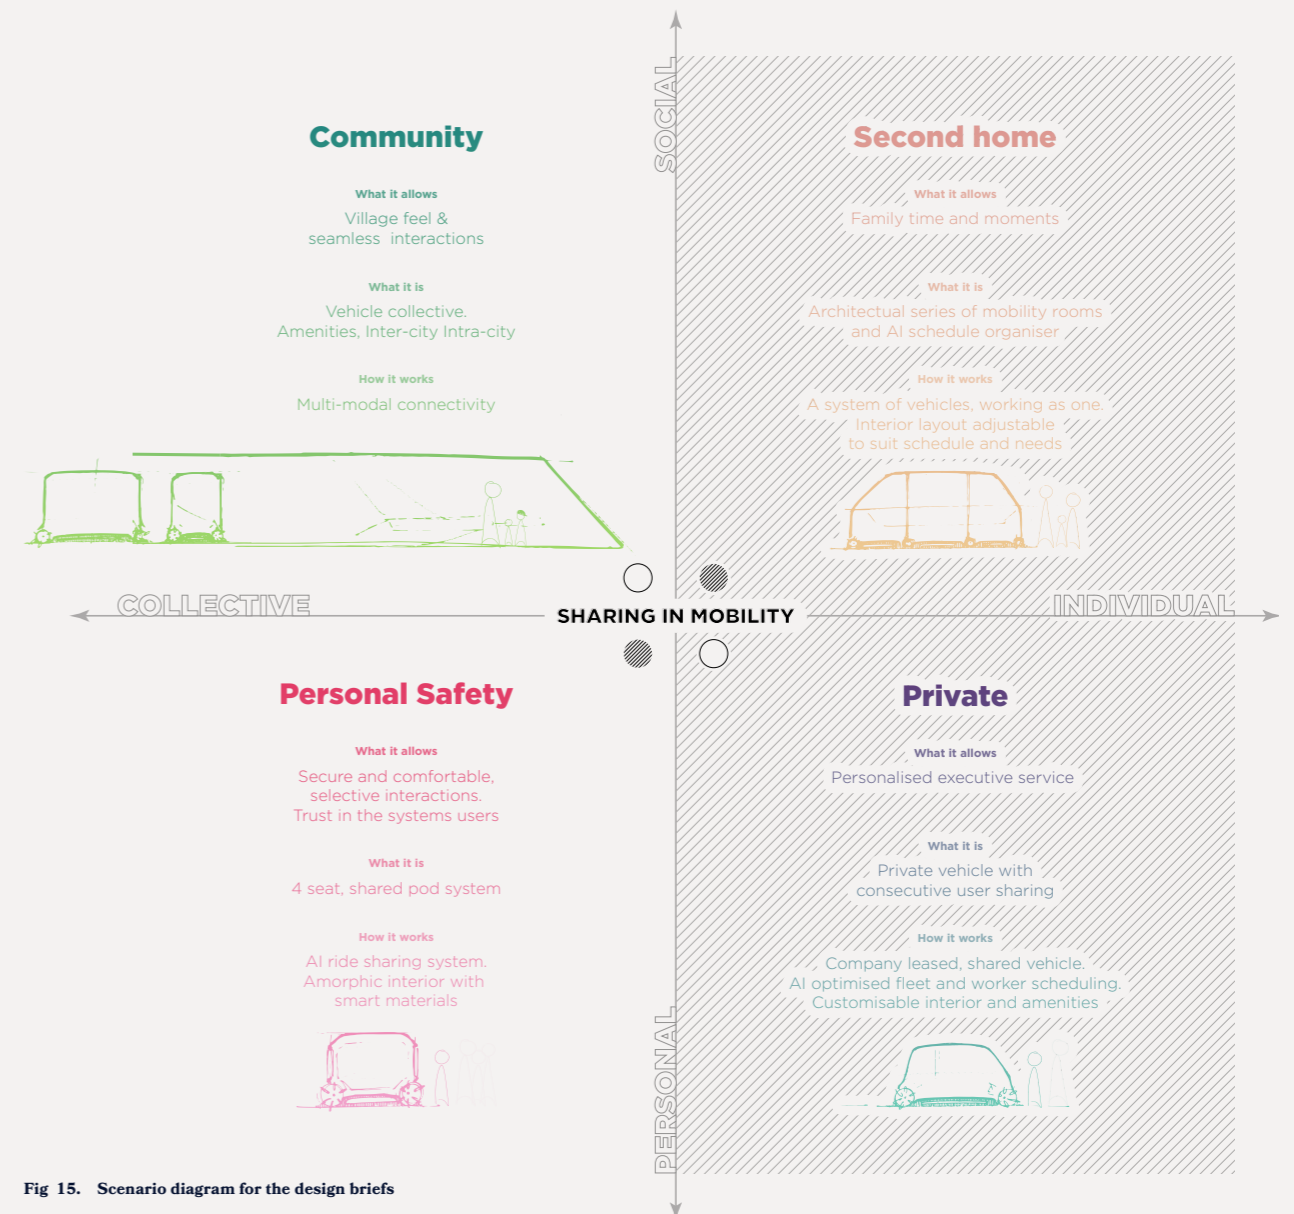 SOCIAL
Community
What it allows
Village feel &
seamless interactions
What it is
Vehicle collective.
Amenities, Inter-city Intra-city
How it works
Multi-modal connectivity
Second home
What it allows
Family time and moments
What it is
Architectual series of mobility rooms
and AI schedule organiser
How it works
A system of vehicles, working as one.
Interior layout adjustable
to suit schedule and needs
COLLECTIVE
SHARING IN MOBILITY
INDIVIDUAL
Personal Safety
What it allows
Secure and comfortable,
selective interactions.
Trust in the systems users
What it is
4 seat, shared pod system
How it works
AI ride sharing system.
Amorphic interior with
smart materials
Private
What it allows
Personalised executive service
What it is
Private vehicle with
consecutive user sharing
How it works
Company leased, shared vehicle.
AI optimised fleet and worker scheduling.
Customisable interior and amenities
PERSONAL
Fig 15. Scenario diagram for the design briefs